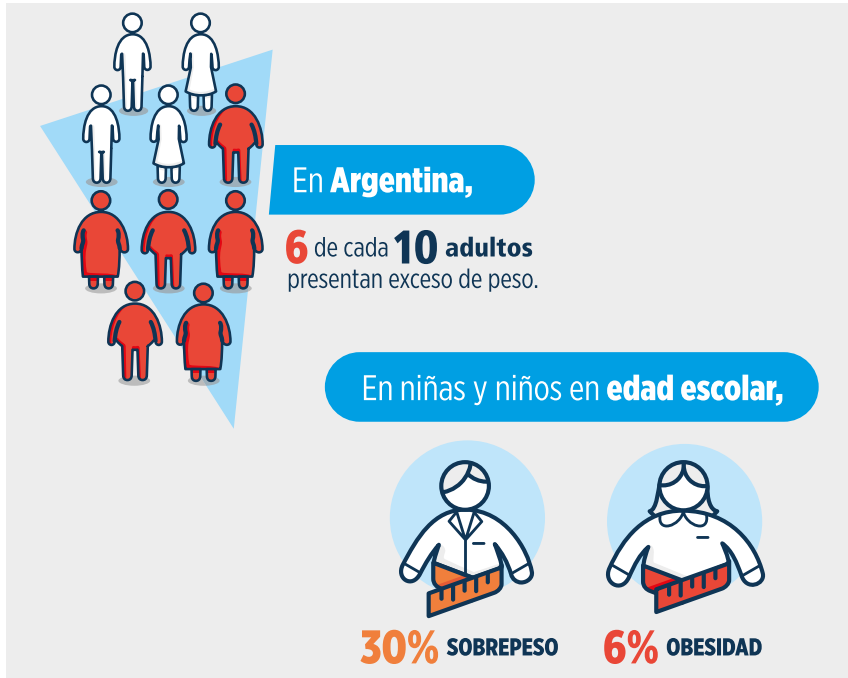 En Argentina,
6 de cada 10 adultos
presentan exceso de peso.
En niñas y niños en edad escolar,
30% SOBREPESO
6% OBESIDAD